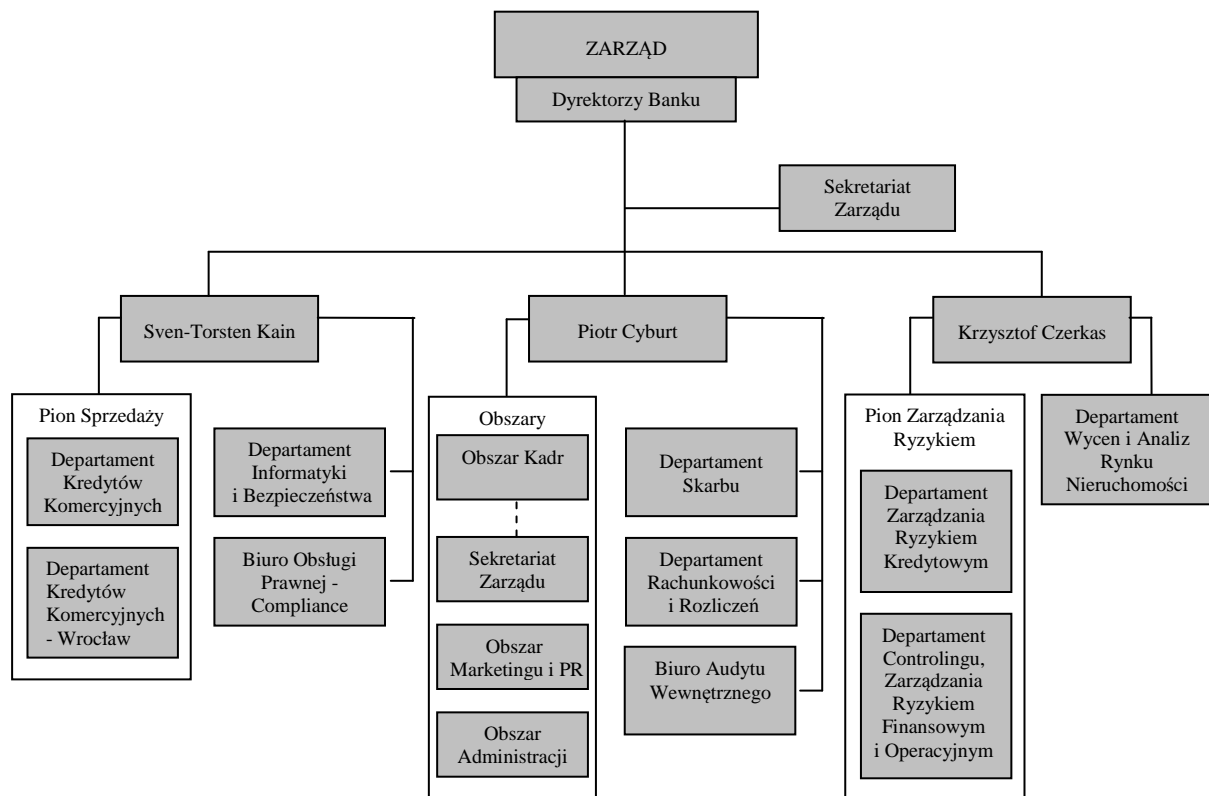 ZARZĄD
Dyrektorzy Banku
Sekretariat
Zarządu
Sven-Torsten Kain
Piotr Cyburt
Krzysztof Czerkas
Pion Sprzedaży
Departament
Kredytów
Komercyjnych
Departament
Kredytów
Komercyjnych
- Wrocław
Departament
Informatyki
i Bezpieczeństwa
Biuro Obsługi
Prawnej -
Compliance
Obszary
Obszar Kadr
Sekretariat
Zarządu
Obszar
Marketingu i PR
Obszar
Administracji
Departament
Skarbu
Departament
Rachunkowości
i Rozliczeń
Biuro Audytu
Wewnętrznego
Pion Zarządzania
Ryzykiem
Departament
Zarządzania
Ryzykiem
Kredytowym
Departament
Controlingu,
Zarządzania
Ryzykiem
Finansowym
i Operacyjnym
Departament
Wycen i Analiz
Rynku
Nieruchomości